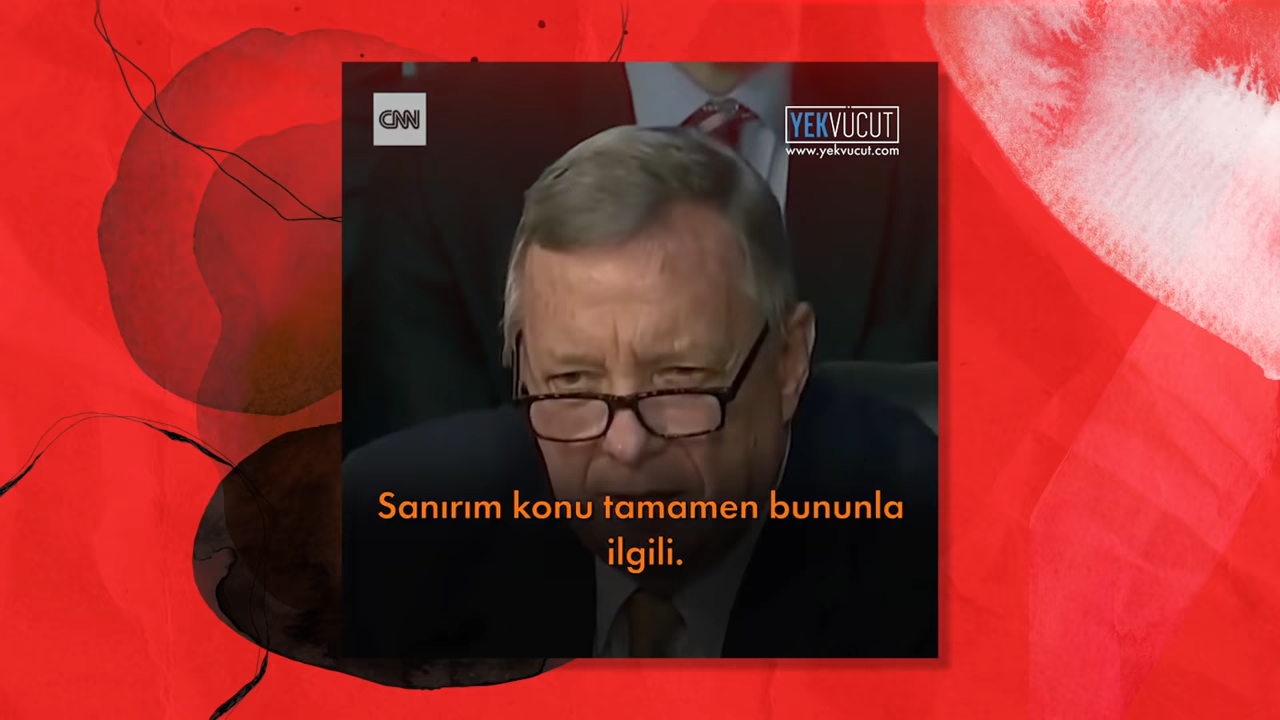 CNN
YEKVÜCUT
www.yekvucut.com
Sanırım konu tamamen bununla
ilgili.